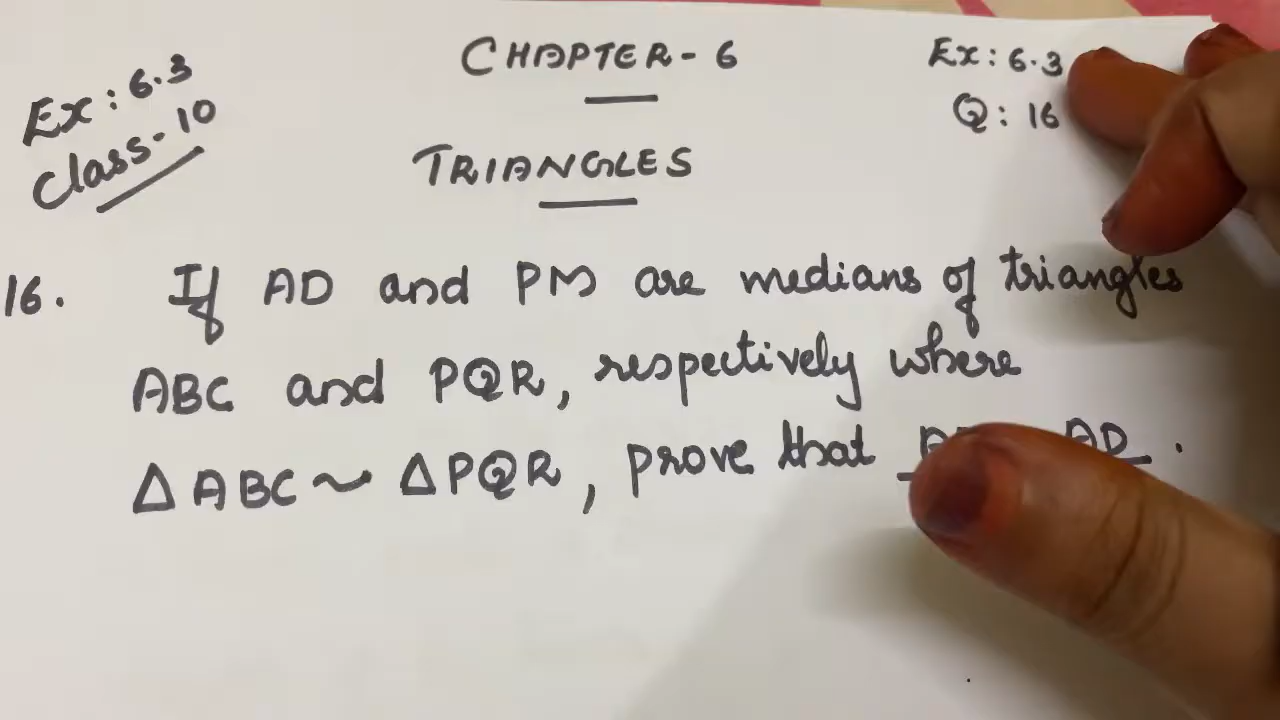 Ex: 6.3
Class-10
CHAPTER-6
TRIANGLES
Ex: 6.3
Q: 16
16. If AD and PM are medians of triangles
ABC and PQR, respectively where
△ABC ~ △PQR, prove that AD.